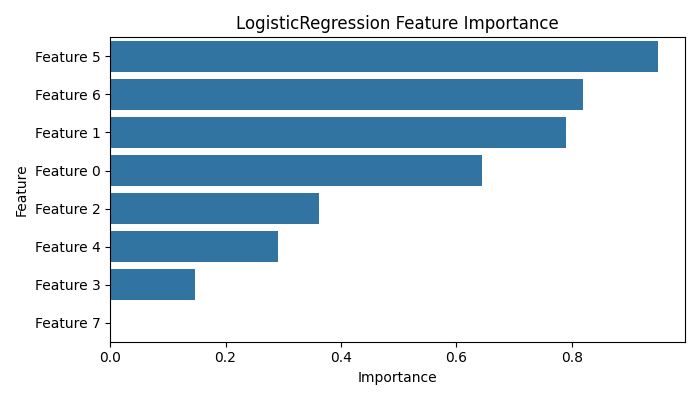 LogisticRegression Feature Importance
Feature 5
Feature 6
Feature 1
Feature 0
Feature 2
Feature 4
Feature 3
Feature 7
Feature
0.0 0.2 0.4 0.6 0.8
Importance